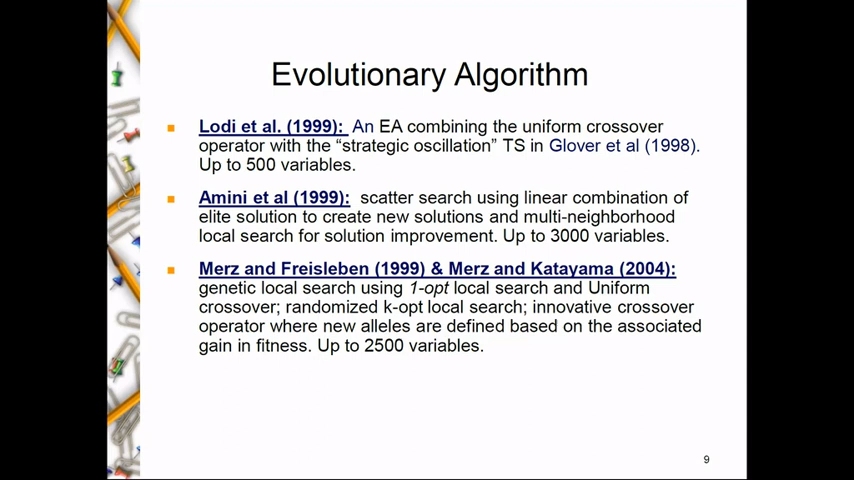 Evolutionary Algorithm
Lodi et al. (1999): An EA combining the uniform crossover
operator with the “strategic oscillation” TS in Glover et al (1998).
Up to 500 variables.
Amini et al (1999): scatter search using linear combination of
elite solution to create new solutions and multi-neighborhood
local search for solution improvement. Up to 3000 variables.
Merz and Freisleben (1999) & Merz and Katayama (2004):
genetic local search using 1-opt local search and Uniform
crossover; randomized k-opt local search; innovative crossover
operator where new alleles are defined based on the associated
gain in fitness. Up to 2500 variables.
9